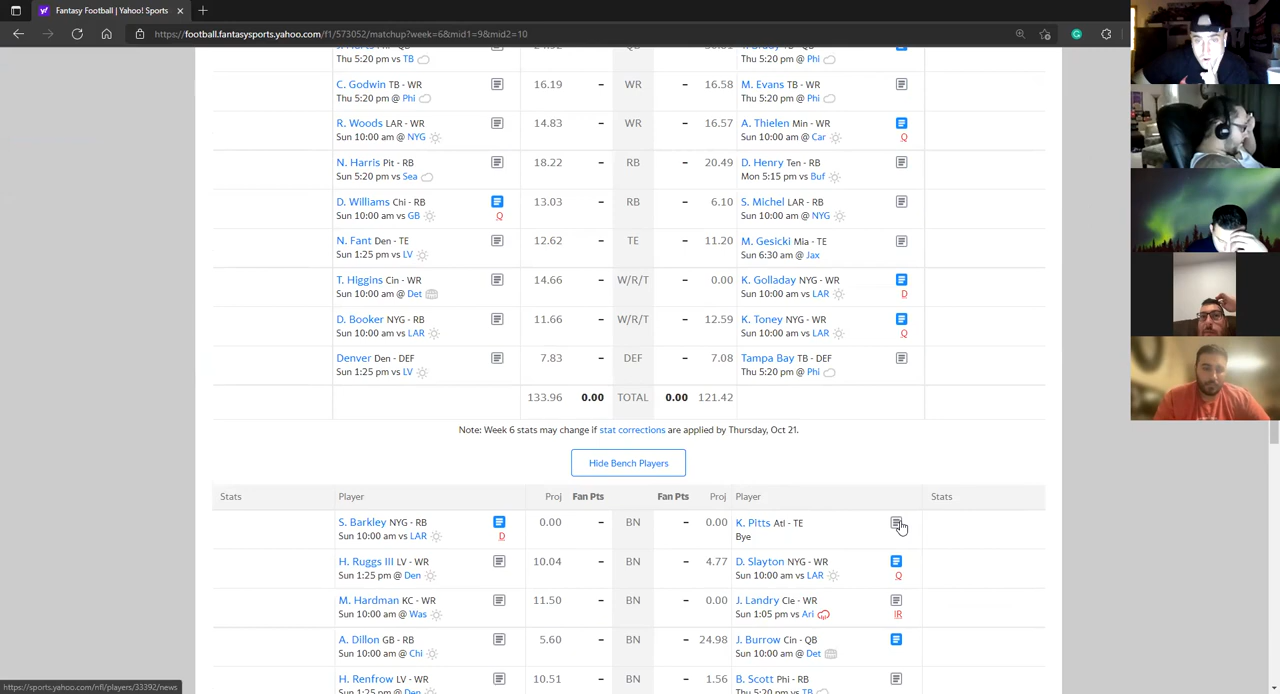 Fantasy Football | Yahoo! Sports
https://football.fantasysports.yahoo.com/f1/573052/matchup?week=6&mid1=9&mid2=10
Thu 5:20 pm vs TB QB Thu 5:20 pm @ Phi
C. Godwin TB - WR 16.19 - WR - 16.58 M. Evans TB - WR
Thu 5:20 pm @ Phi Thu 5:20 pm @ Phi
R. Woods LAR - WR 14.83 - WR - 16.57 A. Thielen Min - WR
Sun 10:00 am @ NYG Sun 10:00 am @ Car Q
N. Harris Pit - RB 18.22 - RB - 20.49 D. Henry Ten - RB
Sun 5:20 pm vs Sea Mon 5:15 pm vs Buf
D. Williams Chi - RB 13.03 - RB - 6.10 S. Michel LAR - RB
Sun 10:00 am vs GB Q Sun 10:00 am @ NYG
N. Fant Den - TE 12.62 - TE - 11.20 M. Gesicki Mia - TE
Sun 1:25 pm vs LV Sun 6:30 am @ Jax
T. Higgins Cin - WR 14.66 - W/R/T - 0.00 K. Golladay NYG - WR
Sun 10:00 am @ Det Sun 10:00 am vs LAR D
D. Booker NYG - RB 11.66 - W/R/T - 12.59 K. Toney NYG - WR
Sun 10:00 am vs LAR Sun 10:00 am vs LAR Q
Denver Den - DEF 7.83 - DEF - 7.08 Tampa Bay TB - DEF
Sun 1:25 pm vs LV Thu 5:20 pm @ Phi
133.96 0.00 TOTAL 0.00 121.42
Note: Week 6 stats may change if stat corrections are applied by Thursday, Oct 21.
Hide Bench Players
Stats Player Proj Fan Pts Fan Pts Proj Player Stats
S. Barkley NYG - RB 0.00 - BN - 0.00 K. Pitts Atl - TE
Sun 10:00 am vs LAR D Bye
H. Ruggs III LV - WR 10.04 - BN - 4.77 D. Slayton NYG - WR
Sun 1:25 pm @ Den Sun 10:00 am vs LAR Q
M. Hardman KC - WR 11.50 - BN - 0.00 J. Landry Cle - WR
Sun 10:00 am @ Was Sun 1:05 pm vs Ari IR
A. Dillon GB - RB 5.60 - BN - 24.98 J. Burrow Cin - QB
Sun 10:00 am @ Chi Sun 10:00 am @ Det
H. Renfrow LV - WR 10.51 - BN - 1.56 B. Scott Phi - RB
Sun 1:25 pm @ Den Thu 5:20 pm vs TB
https://sports.yahoo.com/nfl/players/33392/news